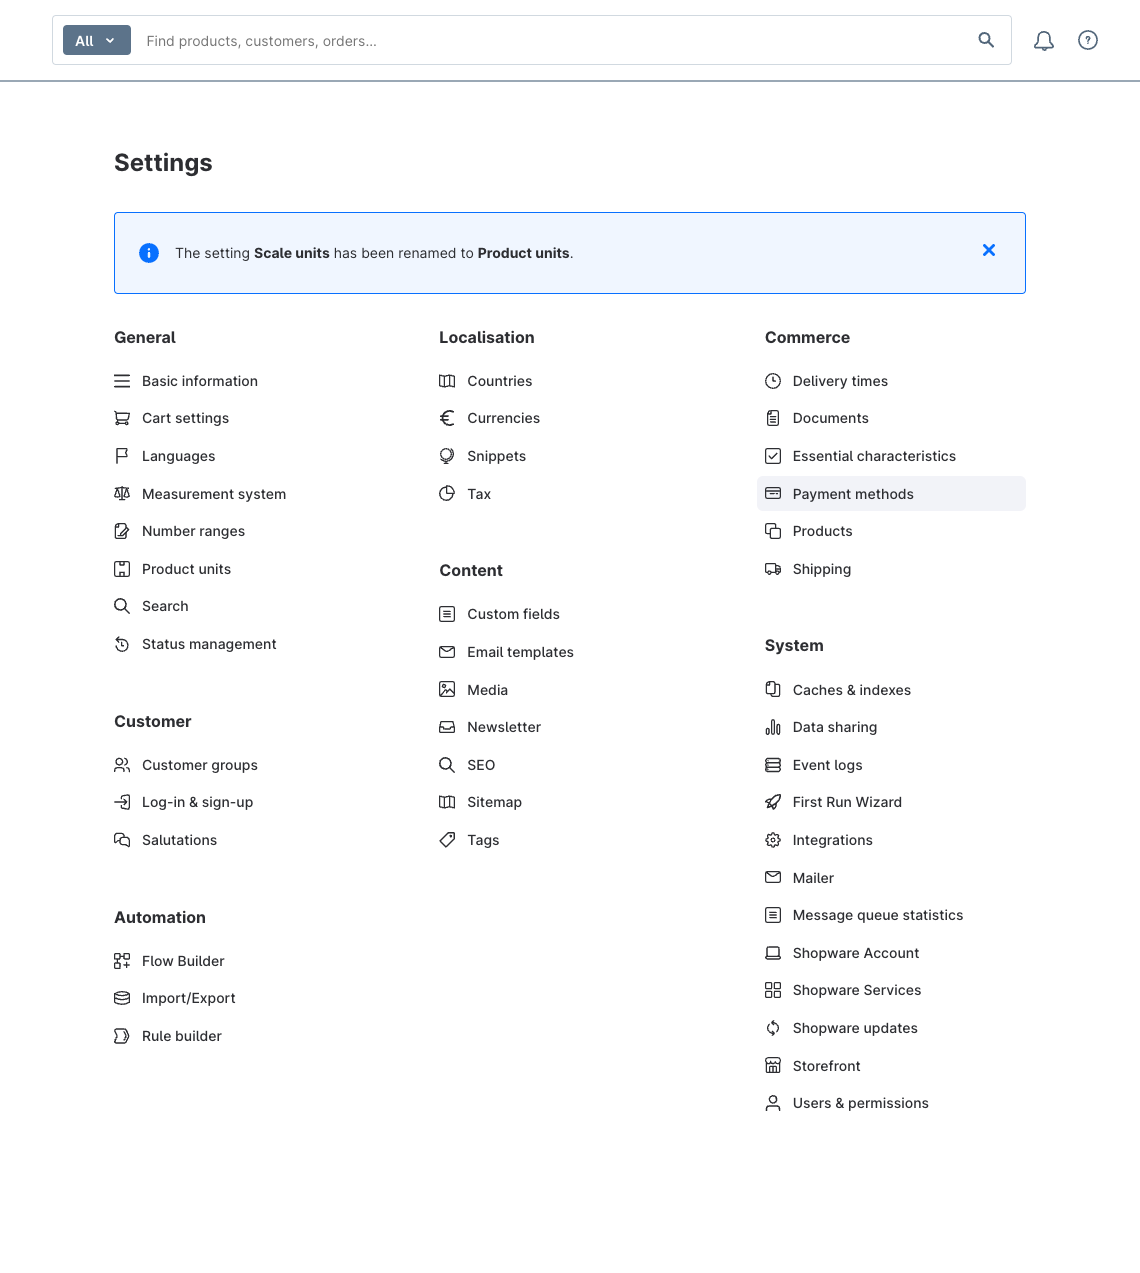 All
Find products, customers, orders...
Settings
The setting Scale units has been renamed to Product units.
General
Basic information
Cart settings
Languages
Measurement system
Number ranges
Product units
Search
Status management
Customer
Customer groups
Log-in & sign-up
Salutations
Automation
Flow Builder
Import/Export
Rule builder
Localisation
Countries
Currencies
Snippets
Tax
Content
Custom fields
Email templates
Media
Newsletter
SEO
Sitemap
Tags
Commerce
Delivery times
Documents
Essential characteristics
Payment methods
Products
Shipping
System
Caches & indexes
Data sharing
Event logs
First Run Wizard
Integrations
Mailer
Message queue statistics
Shopware Account
Shopware Services
Shopware updates
Storefront
Users & permissions